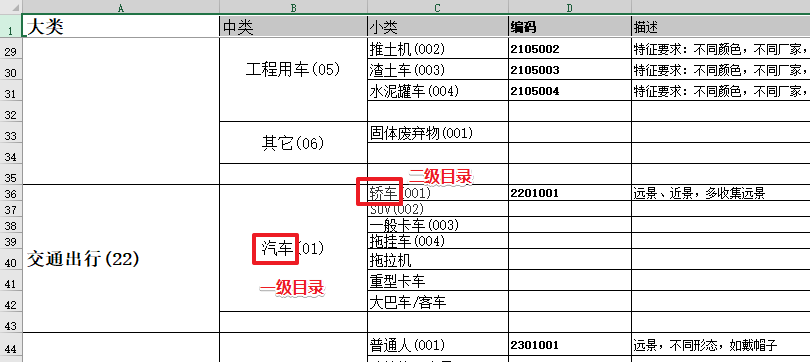 A B C D
1 大类 中类 小类 编码 描述
29 推土机(002) 2105002 特征要求：不同颜色，不同厂家，
30 工程用车(05) 渣土车(003) 2105003 特征要求：不同颜色，不同厂家，
31 水泥罐车(004) 2105004 特征要求：不同颜色，不同厂家，
32
33 其它(06) 固体废弃物(001)
34
35 二级目录
36 轿车(001) 2201001 远景、近景，多收集远景
37 SUV(002)
38 一般卡车(003)
39 汽车(01) 拖挂车(004)
40 交通出行(22) 拖拉机
41 一级目录 重型卡车
42 大巴车/客车
43
44 普通人(001) 2301001 远景，不同形态，如戴帽子